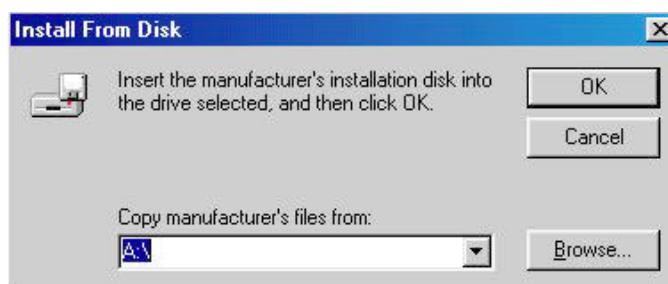 Install From Disk
Insert the manufacturer's installation disk into
the drive selected, and then click OK.
OK
Cancel
Copy manufacturer's files from:
A:\
Browse...